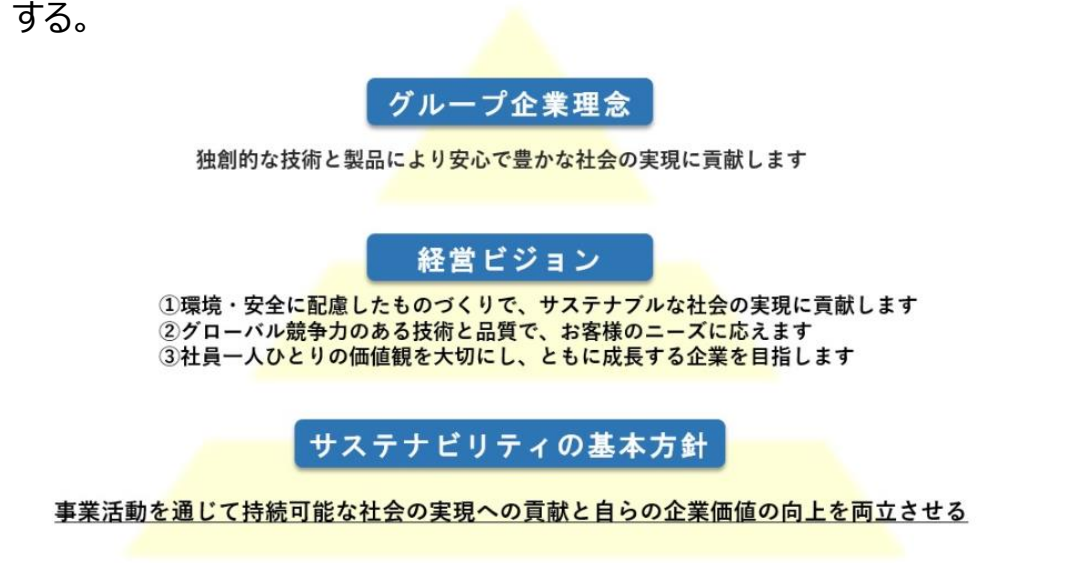 する。
グループ企業理念
独創的な技術と製品により安心で豊かな社会の実現に貢献します
経営ビジョン
①環境・安全に配慮したものづくりで、サステナブルな社会の実現に貢献します
②グローバル競争力のある技術と品質で、お客様のニーズに応えます
③社員一人ひとりの価値観を大切にし、ともに成長する企業を目指します
サステナビリティの基本方針
事業活動を通じて持続可能な社会の実現への貢献と自らの企業価値の向上を両立させる